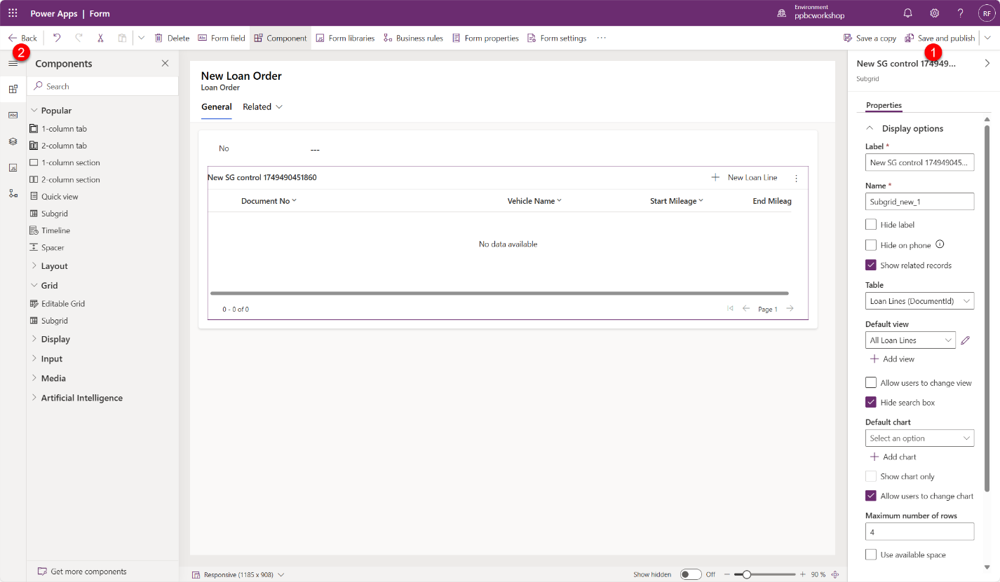 Power Apps | Form
Environment
ppbcworkshop
RF
Back
Delete
Abc Form field
Component
JS Form libraries
Business rules
Form properties
Form settings
Save a copy
Save and publish
2
1
Components
Search
Popular
1-column tab
2-column tab
1-column section
2-column section
Quick view
Subgrid
Timeline
Spacer
Layout
Grid
Editable Grid
Subgrid
Display
Input
Media
Artificial Intelligence
Get more components
Abc
JS
New Loan Order
Loan Order
General
Related
No
---
New SG control 1749490451860
New Loan Line
Document No
Vehicle Name
Start Mileage
End Mileag
No data available
0 - 0 of 0
Page 1
Responsive (1185 x 908)
Show hidden
Off
90 %
New SG control 174949...
Subgrid
Properties
Display options
Label *
New SG control 174949045...
Name *
Subgrid_new_1
Hide label
Hide on phone
Show related records
Table
Loan Lines (DocumentId)
Default view
All Loan Lines
Add view
Allow users to change view
Hide search box
Default chart
Select an option
Add chart
Show chart only
Allow users to change chart
Maximum number of rows
4
Use available space